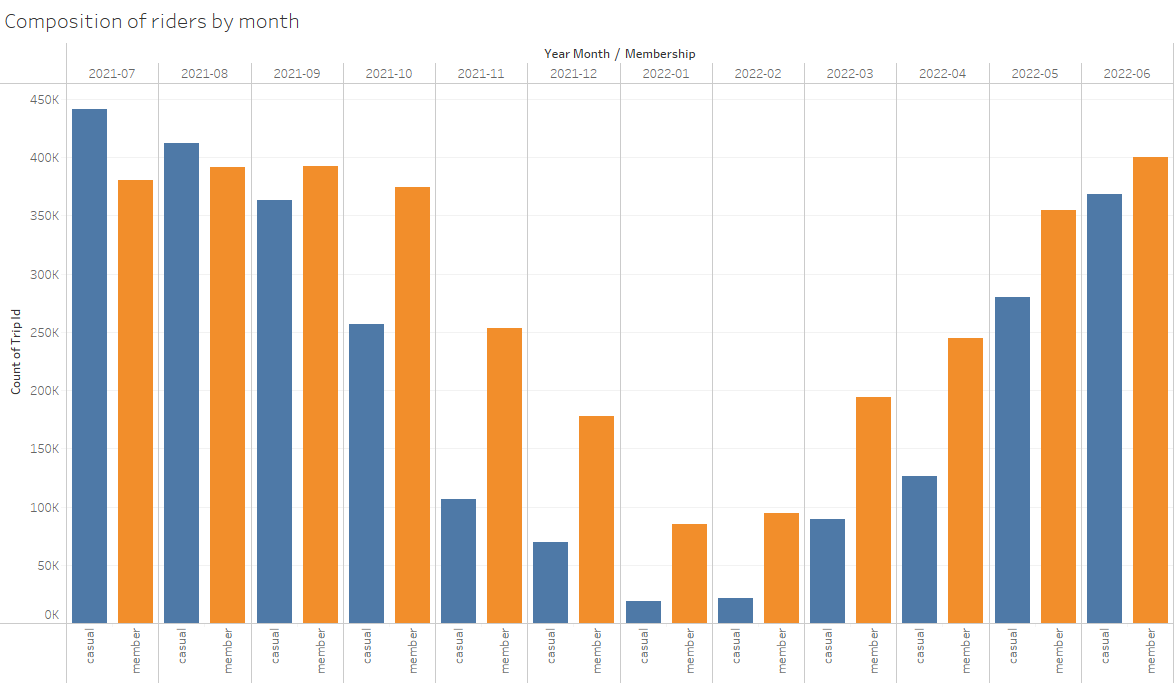 Composition of riders by month
Year Month / Membership
2021-07 2021-08 2021-09 2021-10 2021-11 2021-12 2022-01 2022-02 2022-03 2022-04 2022-05 2022-06
450K
400K
350K
300K
250K
200K
150K
100K
50K
0K
Count of Trip Id
casual member casual member casual member casual member casual member casual member casual member casual member casual member casual member casual member casual member